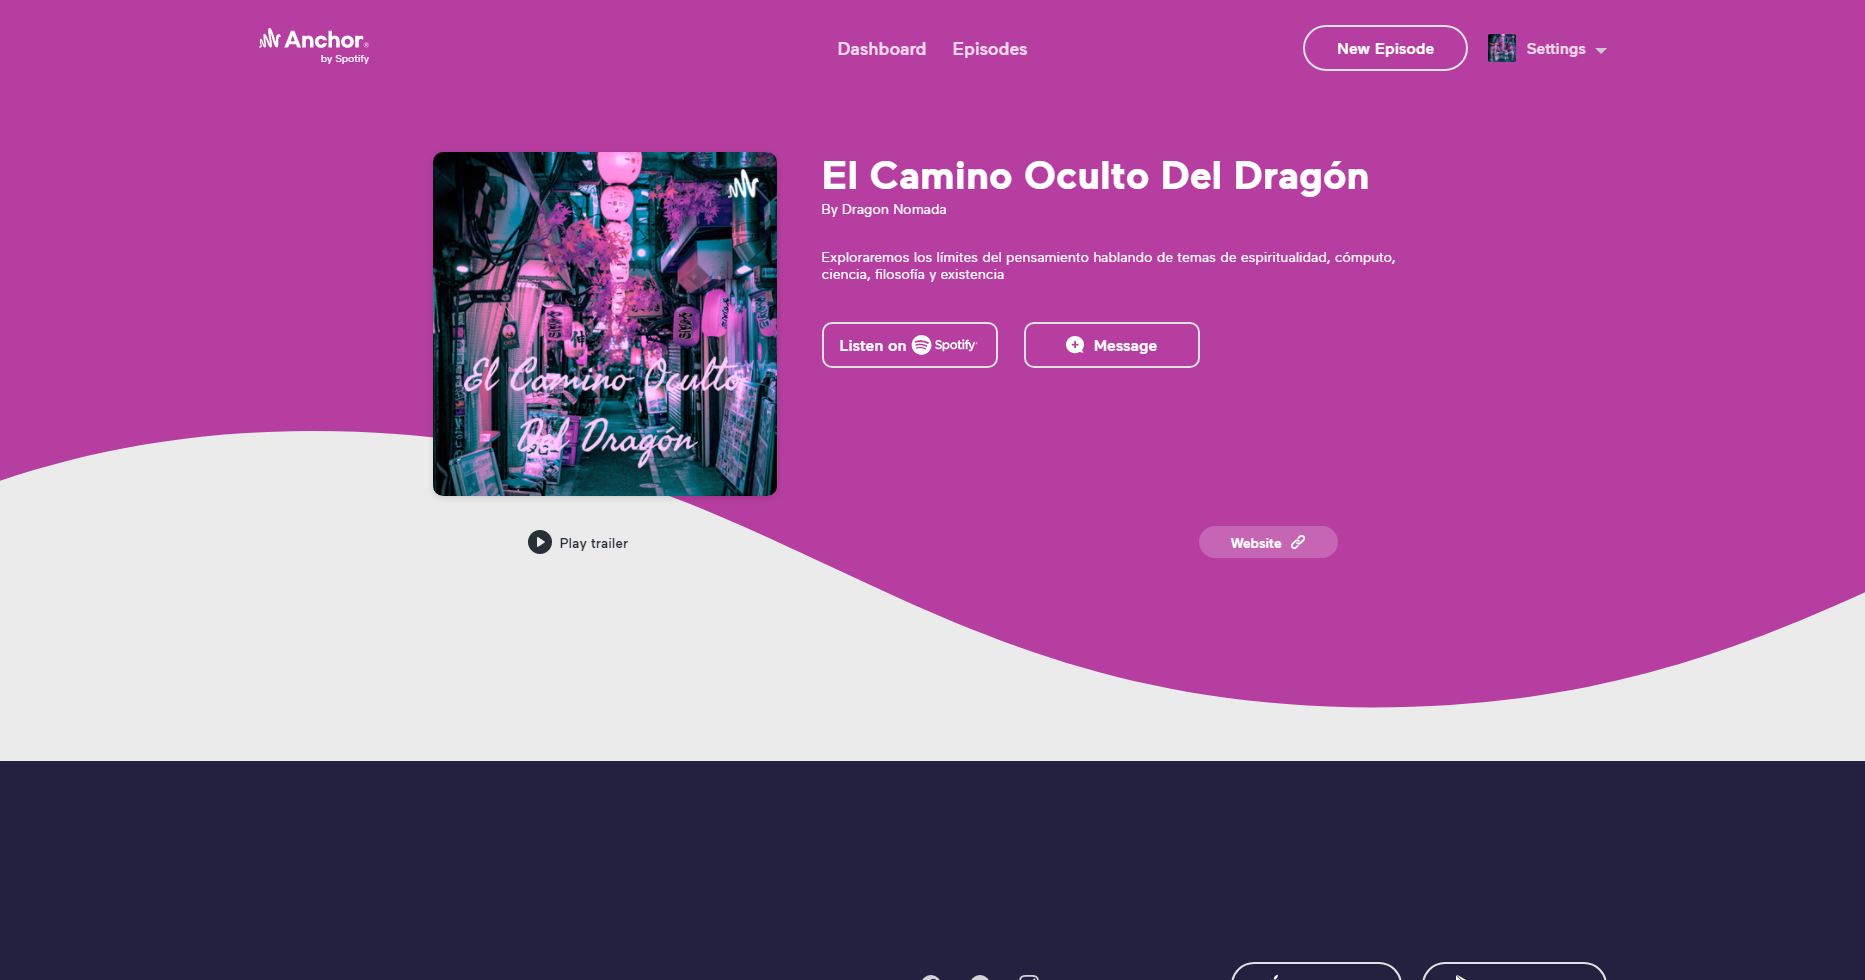 Anchor
by Spotify
Dashboard
Episodes
New Episode
Settings
El Camino Oculto
Del Dragón
El Camino Oculto Del Dragón
By Dragon Nomada
Exploraremos los límites del pensamiento hablando de temas de espiritualidad, cómputo,
ciencia, filosofía y existencia
Listen on Spotify
Message
Play trailer
Website